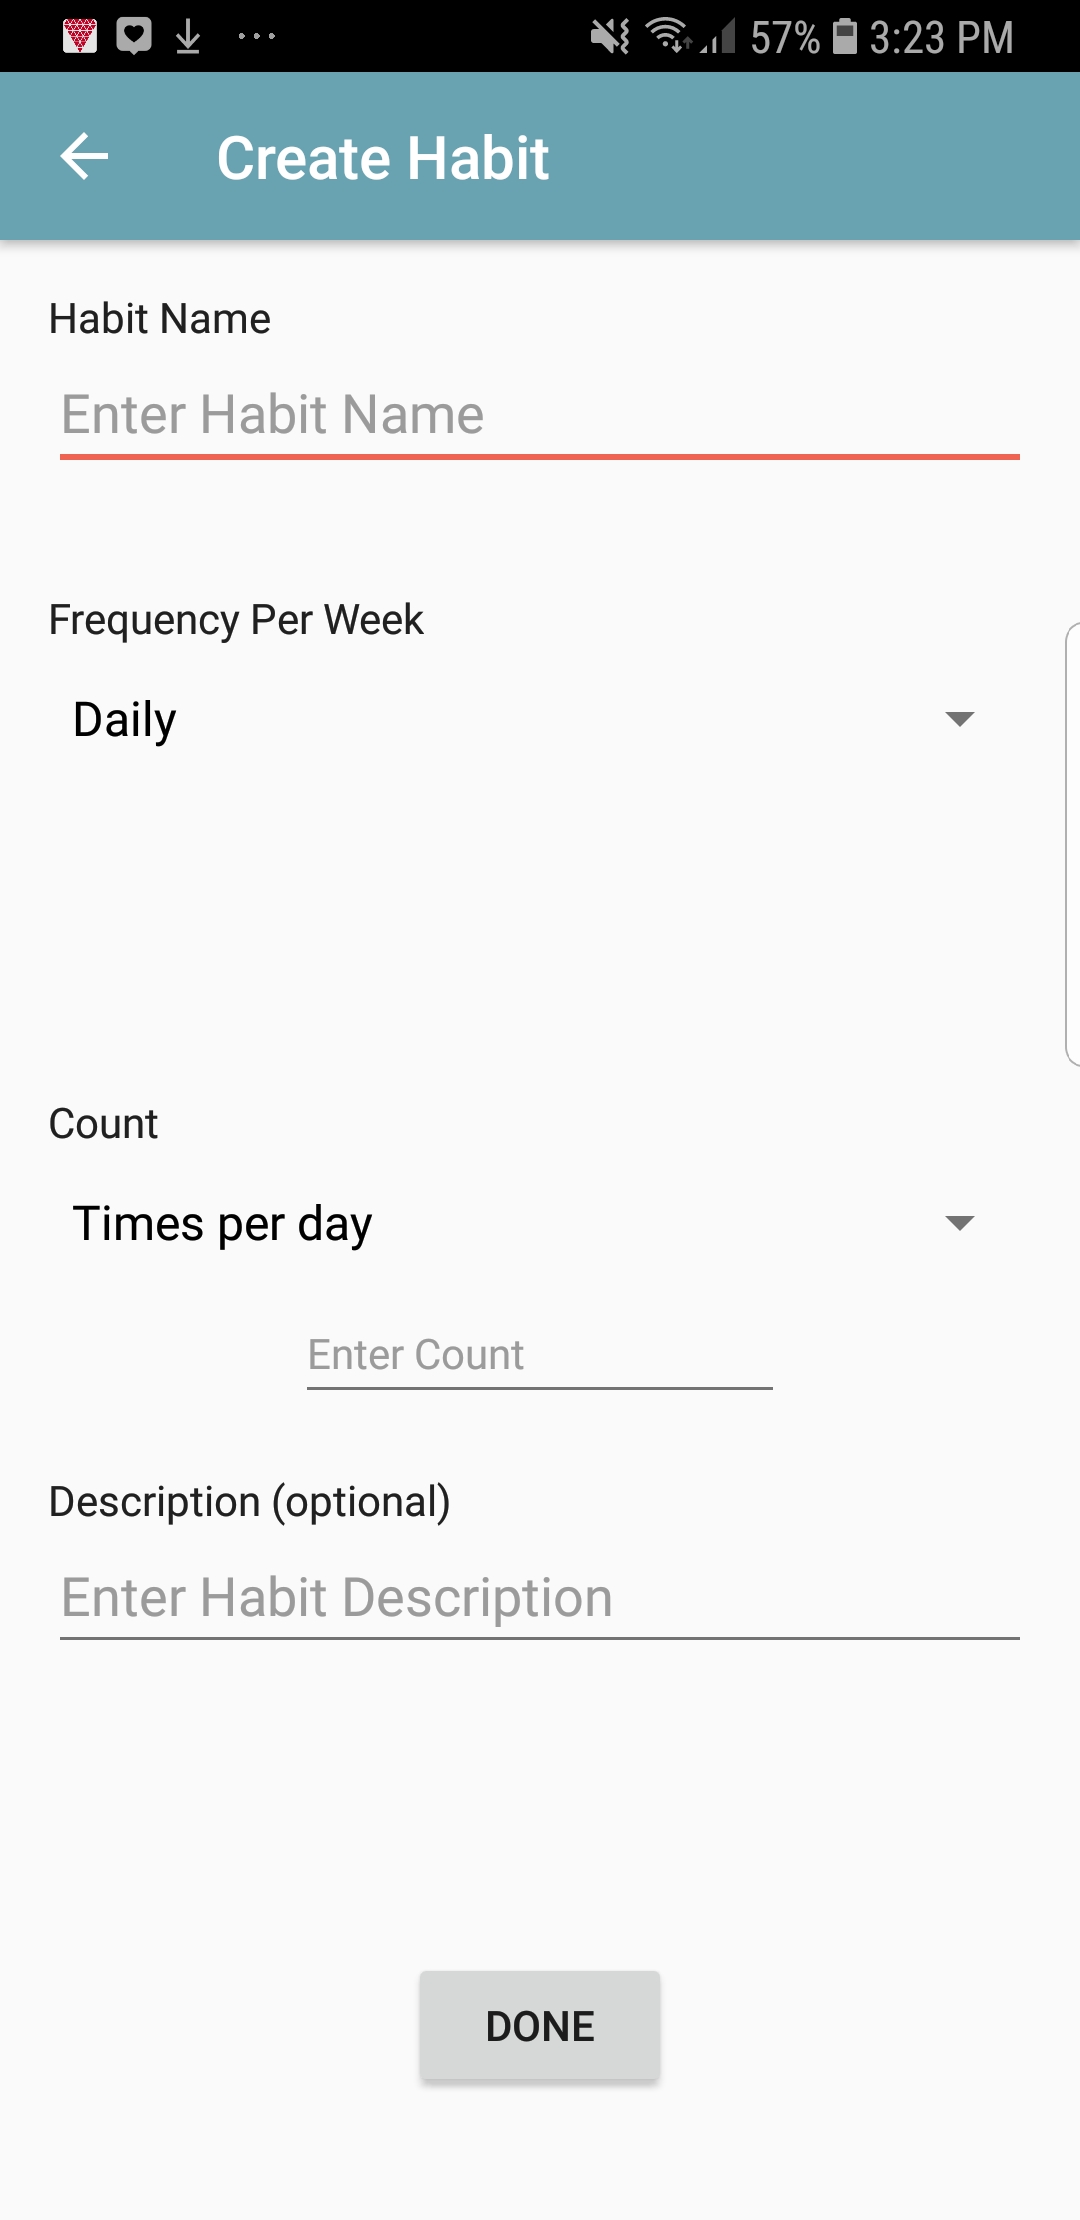 57% 3:23 PM
Create Habit
Habit Name
Enter Habit Name
Frequency Per Week
Daily
Count
Times per day
Enter Count
Description (optional)
Enter Habit Description
DONE